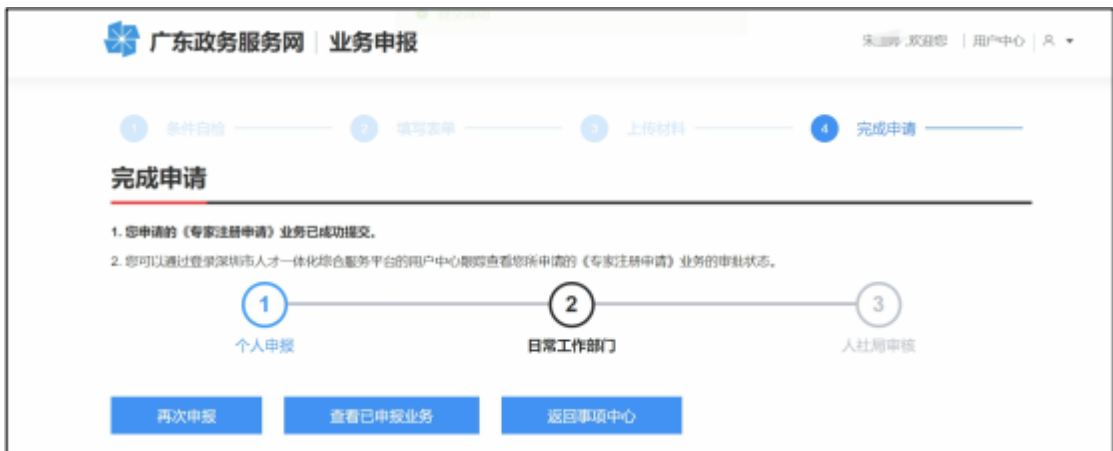 广东政务服务网 | 业务申报
朱 ,欢迎您 | 用户中心 |
1 条件自检 2 填写表单 3 上传材料 4 完成申请
完成申请
1. 您申请的《专家注册申请》业务已成功提交。
2. 您可以通过登录深圳市人才一体化综合服务平台的用户中心跟踪查看您所申请的《专家注册申请》业务的审批状态。
1 2 3
个人申报 日常工作部门 人社局审核
再次申报 查看已申报业务 返回事项中心